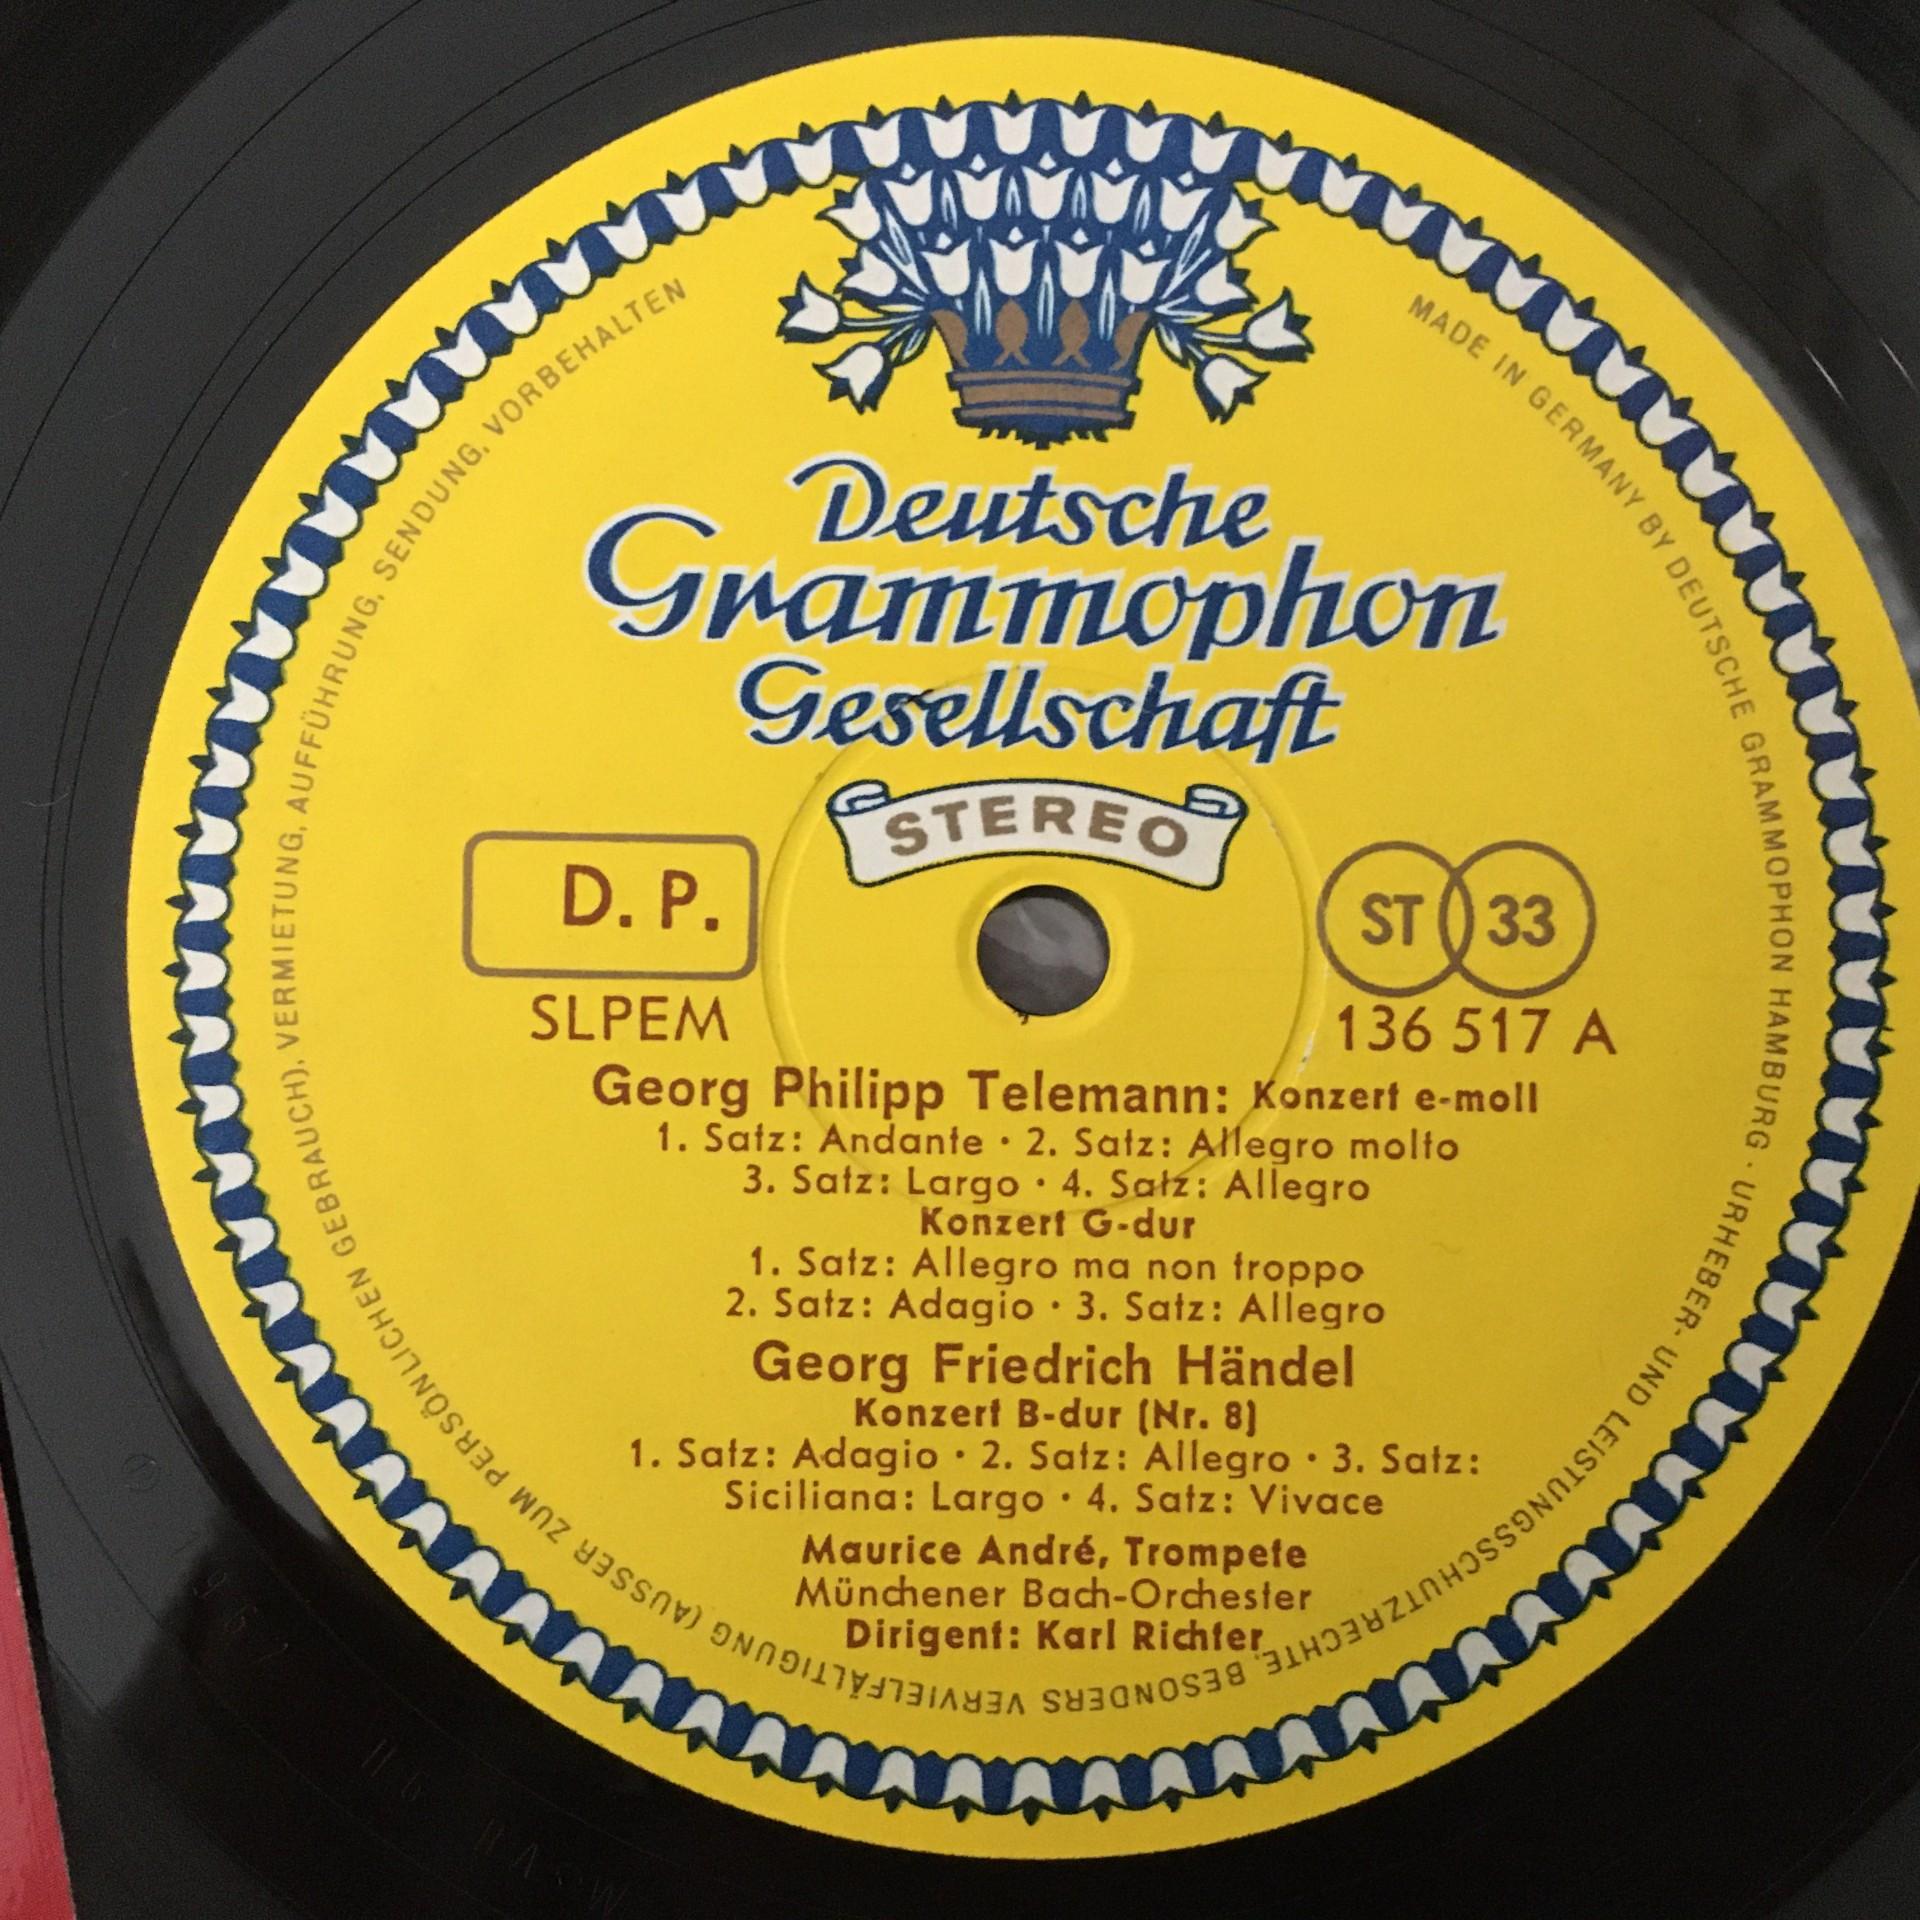 Deutsche
Grammophon
Gesellschaft
STEREO
D. P.
ST 33
SLPEM
136 517 A
Georg Philipp Telemann: Konzert e-moll
1. Satz: Andante · 2. Satz: Allegro molto
3. Satz: Largo · 4. Satz: Allegro
Konzert G-dur
1. Satz: Allegro ma non troppo
2. Satz: Adagio · 3. Satz: Allegro
Georg Friedrich Händel
Konzert B-dur (Nr. 8)
1. Satz: Adagio · 2. Satz: Allegro · 3. Satz:
Siciliana: Largo · 4. Satz: Vivace
Maurice André, Trompete
Münchener Bach-Orchester
Dirigent: Karl Richter
MADE IN GERMANY BY DEUTSCHE GRAMMOPHON HAMBURG · URHEBER- UND LEISTUNGSSCHUTZRECHTE, BESONDERS VERVIELFÄLTIGUNG (AUSSER ZUM PERSÖNLICHEN GEBRAUCH), VERMIETUNG, AUFFÜHRUNG, SENDUNG, VORBEHALTEN